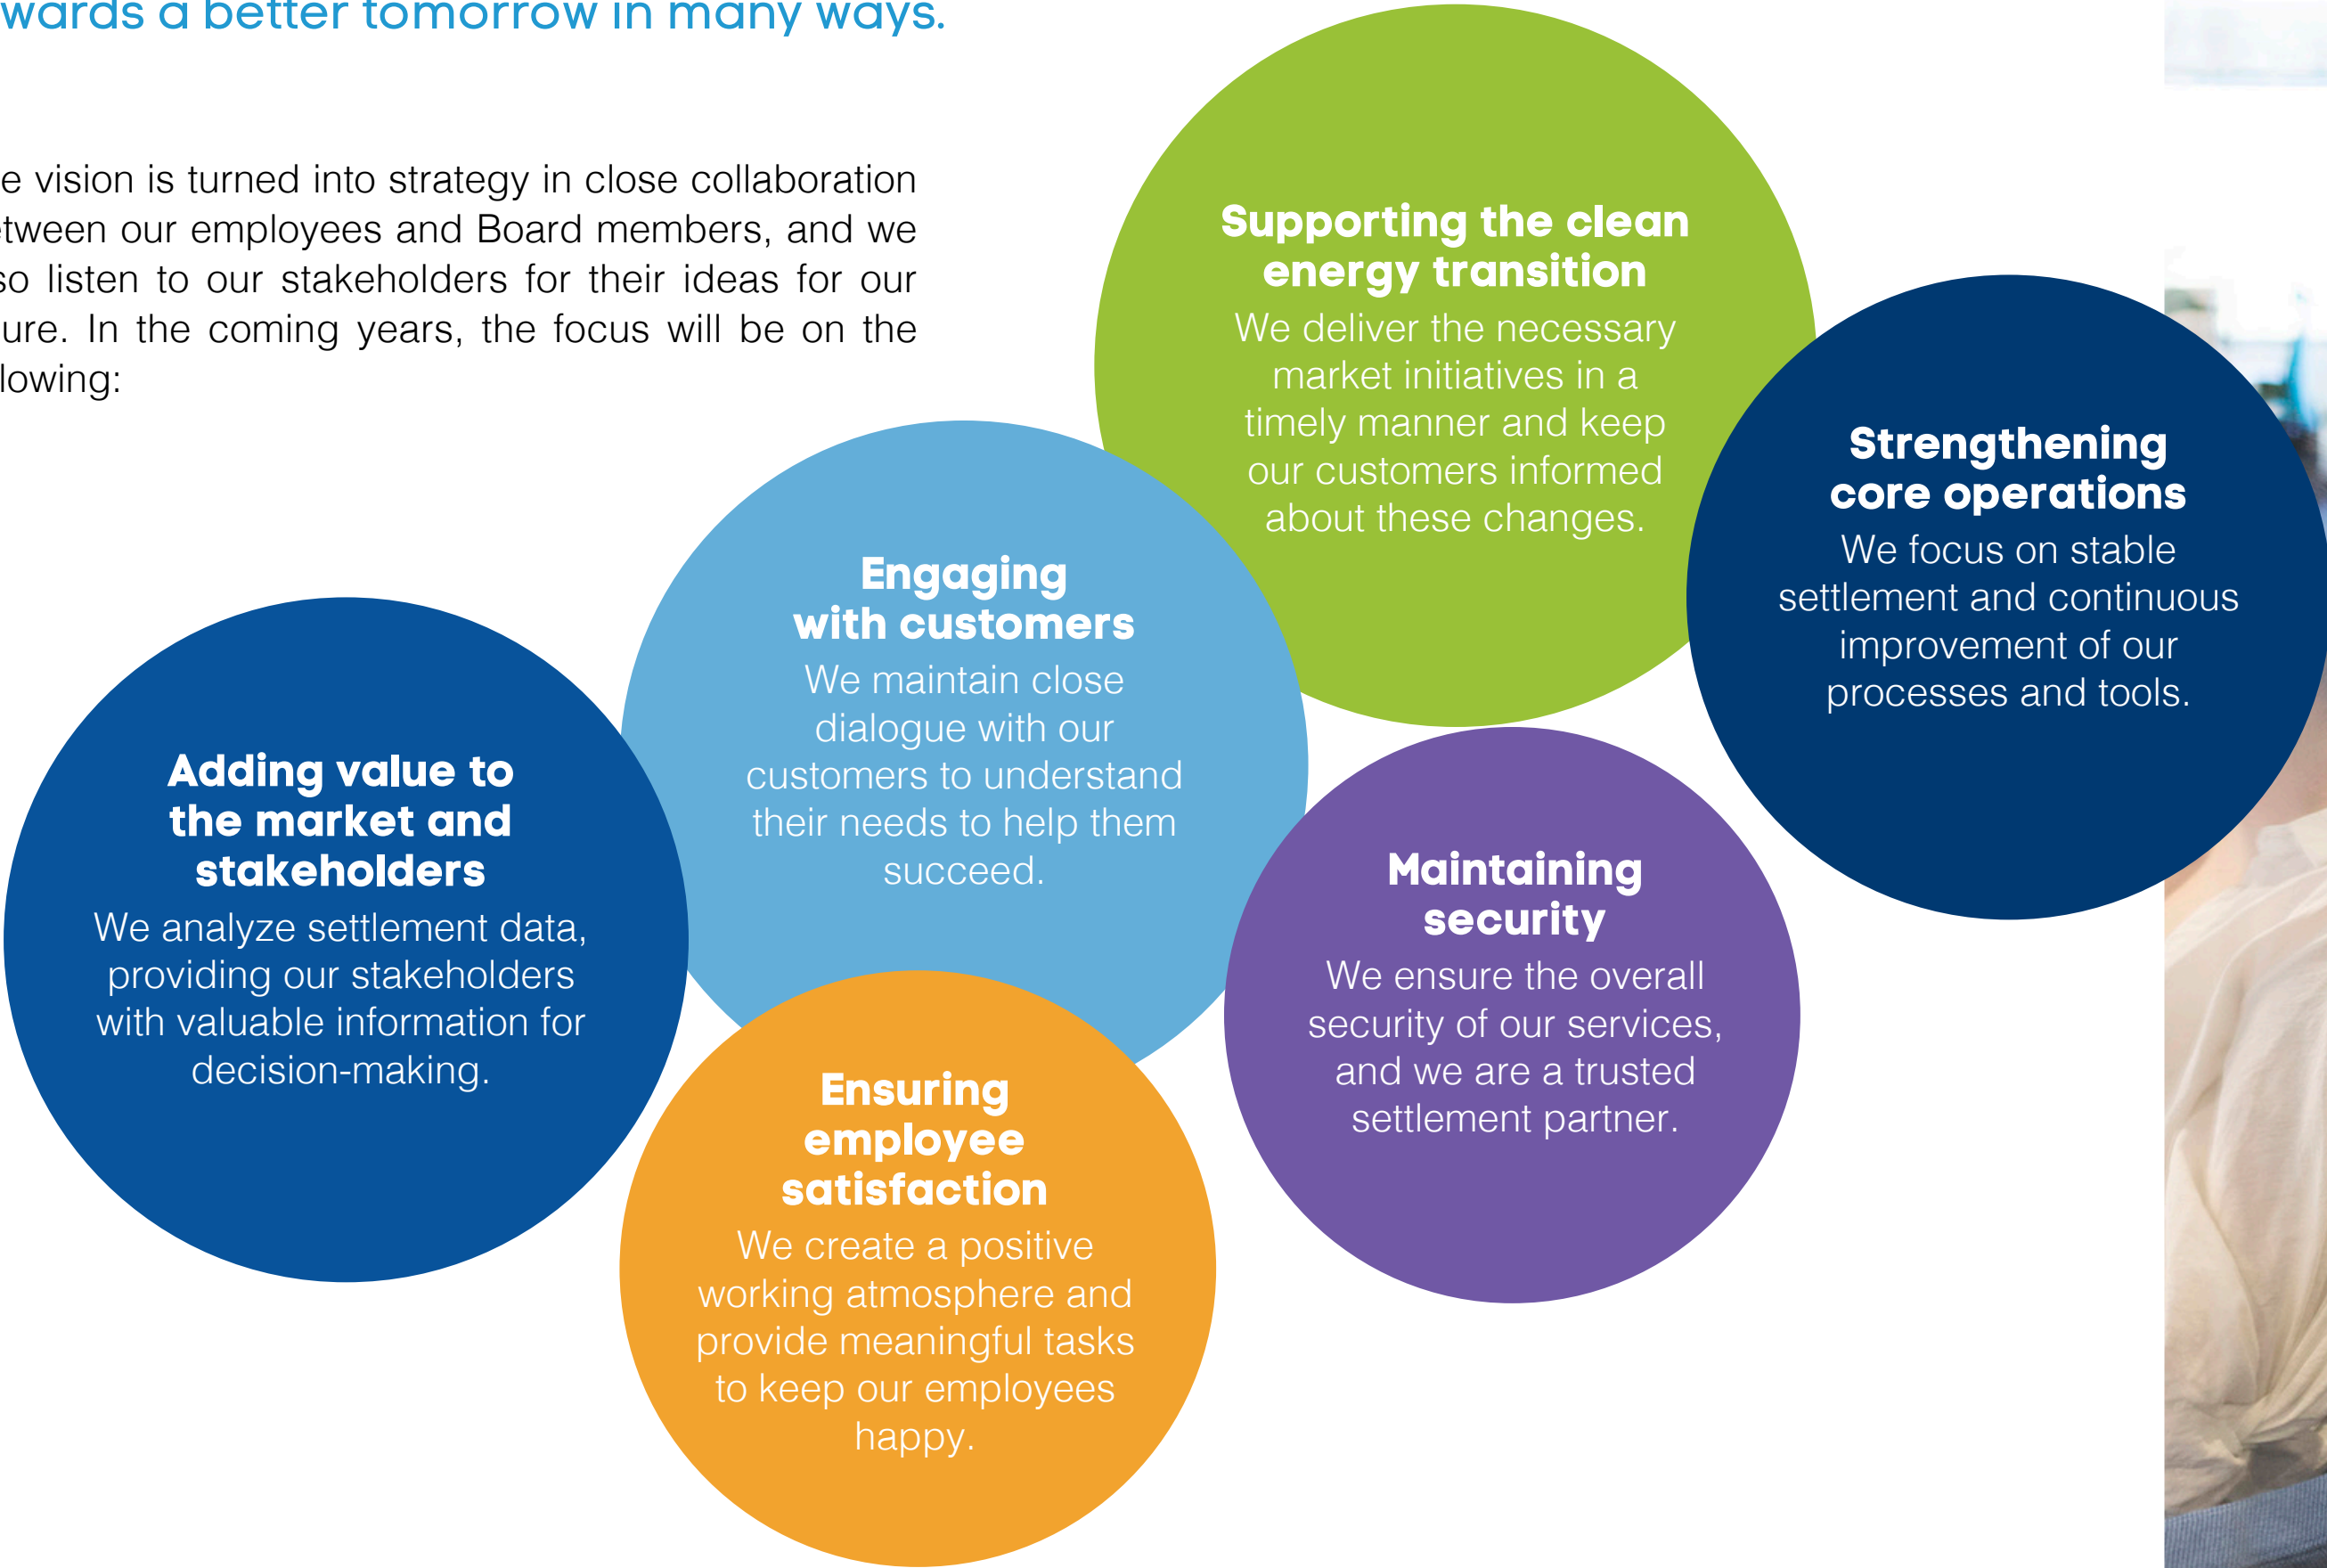 wards a better tomorrow in many ways.
e vision is turned into strategy in close collaboration
tween our employees and Board members, and we
so listen to our stakeholders for their ideas for our
ure. In the coming years, the focus will be on the
lowing:
Supporting the clean
energy transition
We deliver the necessary
market initiatives in a
timely manner and keep
our customers informed
about these changes.
Strengthening
core operations
We focus on stable
settlement and continuous
improvement of our
processes and tools.
Engaging
with customers
We maintain close
dialogue with our
customers to understand
their needs to help them
succeed.
Adding value to
the market and
stakeholders
We analyze settlement data,
providing our stakeholders
with valuable information for
decision-making.
Maintaining
security
We ensure the overall
security of our services,
and we are a trusted
settlement partner.
Ensuring
employee
satisfaction
We create a positive
working atmosphere and
provide meaningful tasks
to keep our employees
happy.